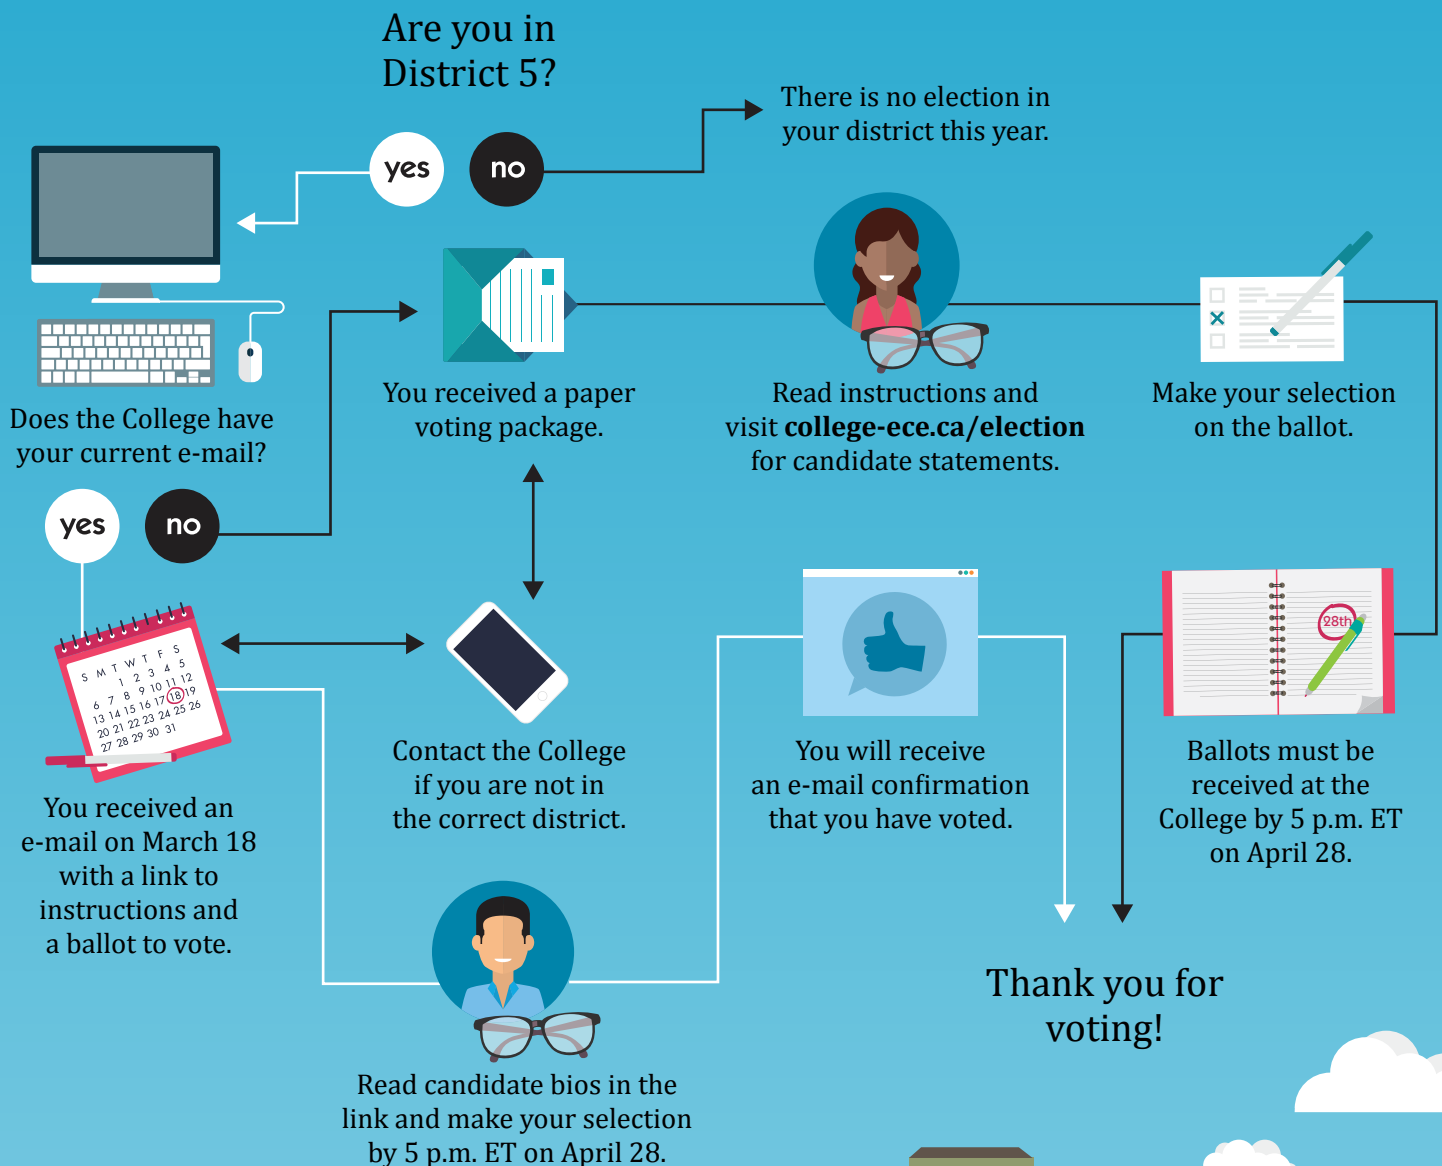 Are you in
District 5?
yes
no
There is no election in
your district this year.
Does the College have
your current e-mail?
yes
no
You received a paper
voting package.
Read instructions and
visit college-ece.ca/election
for candidate statements.
Make your selection
on the ballot.
28th
Ballots must be
received at the
College by 5 p.m. ET
on April 28.
S M T W T F S
1 2 3 4 5
6 7 8 9 10 11 12
13 14 15 16 17 18 19
20 21 22 23 24 25 26
27 28 29 30 31
You received an
e-mail on March 18
with a link to
instructions and
a ballot to vote.
Contact the College
if you are not in
the correct district.
Read candidate bios in the
link and make your selection
by 5 p.m. ET on April 28.
You will receive
an e-mail confirmation
that you have voted.
Thank you for
voting!